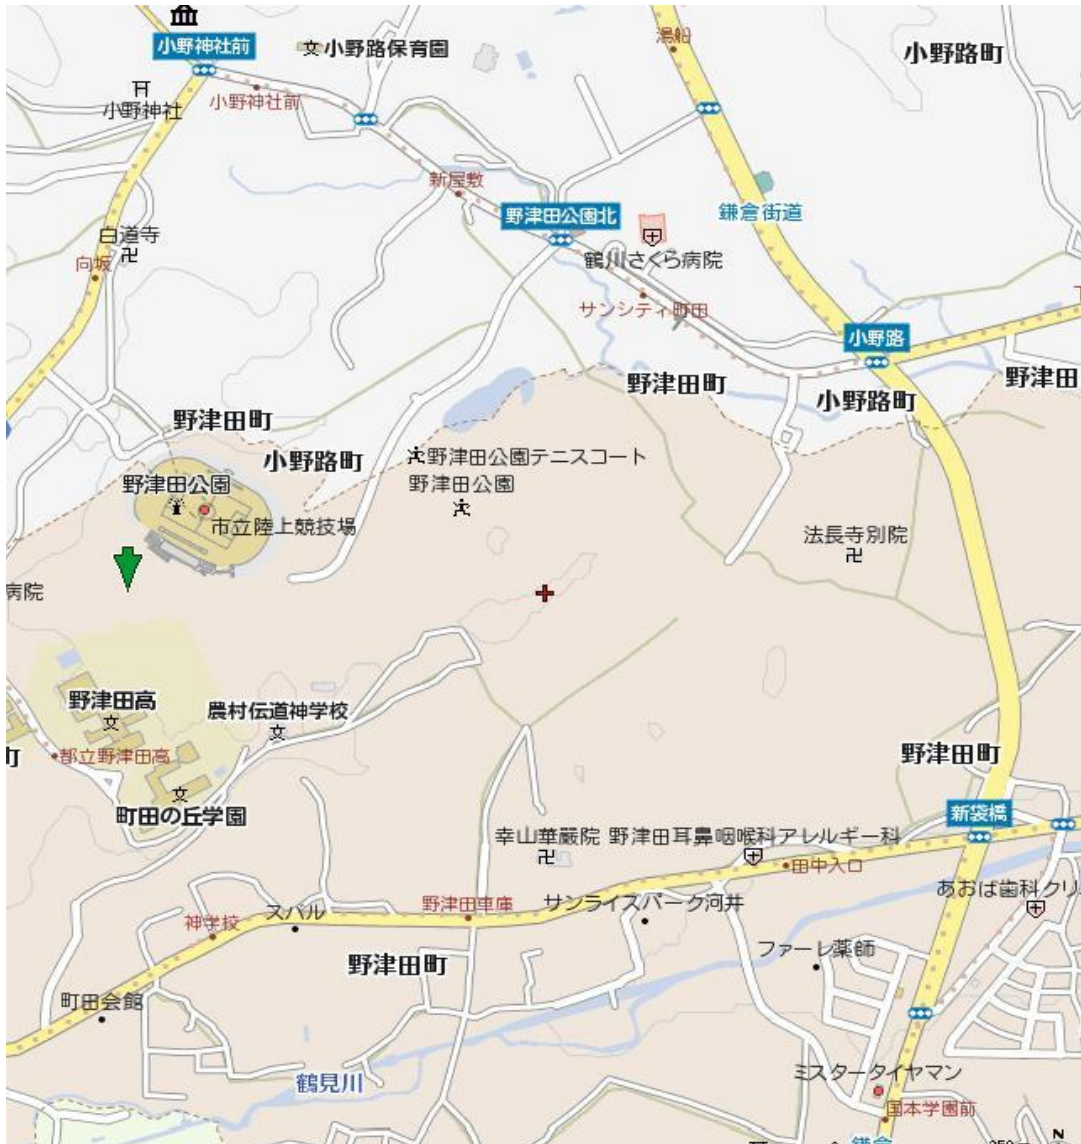 小野神社前
小野路保育園
湯船
小野路町
小野神社前
小野神社
新屋敷
野津田公園北
鎌倉街道
白道寺
鶴川さくら病院
向坂
サンシティ町田
小野路
野津田町
野津田
小野路町
野津田町
小野路町
野津田公園テニスコート
野津田公園
野津田公園
市立陸上競技場
法長寺別院
病院
野津田高
農村伝道神学校
町
都立野津田高
野津田町
町田の丘学園
新袋橋
幸山華嚴院
野津田耳鼻咽喉科アレルギー科
田中入口
あおば歯科クリ
野津田車庫
サンライズパーク河井
スバル
神学校
ファーレ薬師
野津田町
町田会館
鶴見川
ミスタータイヤマン
国本学園前
鎌倉
N